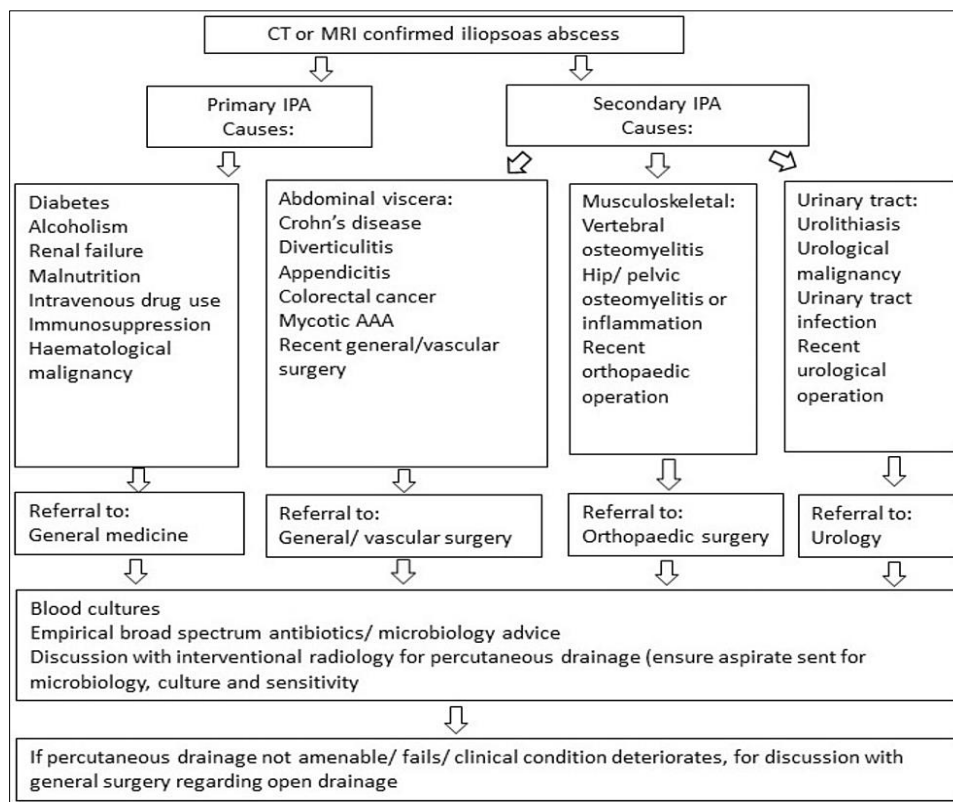 CT or MRI confirmed iliopsoas abscess
Primary IPA
Causes:
Secondary IPA
Causes:
Diabetes
Alcoholism
Renal failure
Malnutrition
Intravenous drug use
Immunosuppression
Haematological
malignancy
Abdominal viscera:
Crohn's disease
Diverticulitis
Appendicitis
Colorectal cancer
Mycotic AAA
Recent general/vascular
surgery
Musculoskeletal:
Vertebral
osteomyelitis
Hip/ pelvic
osteomyelitis or
inflammation
Recent
orthopaedic
operation
Urinary tract:
Urolithiasis
Urological
malignancy
Urinary tract
infection
Recent
urological
operation
Referral to:
General medicine
Referral to:
General/ vascular surgery
Referral to:
Orthopaedic surgery
Referral to:
Urology
Blood cultures
Empirical broad spectrum antibiotics/ microbiology advice
Discussion with interventional radiology for percutaneous drainage (ensure aspirate sent for
microbiology, culture and sensitivity
If percutaneous drainage not amenable/ fails/ clinical condition deteriorates, for discussion with
general surgery regarding open drainage